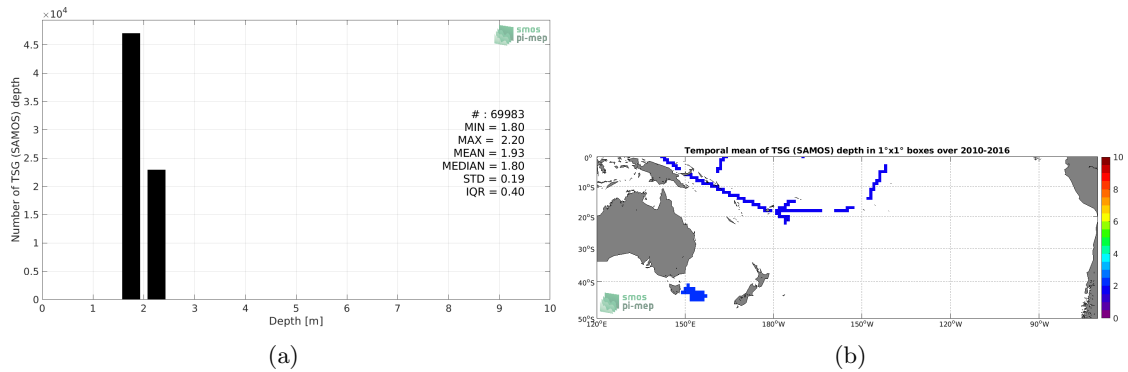 ×10⁴
4.5
4
3.5
3
2.5
2
1.5
1
0.5
0
Number of TSG (SAMOS) depth
0 1 2 3 4 5 6 7 8 9 10
Depth [m]
smos
pi-mep
# : 69983
MIN = 1.80
MAX = 2.20
MEAN = 1.93
MEDIAN = 1.80
STD = 0.19
IQR = 0.40
(a)
Temporal mean of TSG (SAMOS) depth in 1°x1° boxes over 2010-2016
0°
10°S
20°S
30°S
40°S
50°S
120°E 150°E 180°W 150°W 120°W 90°W
smos
pi-mep
10
8
6
4
2
0
(b)